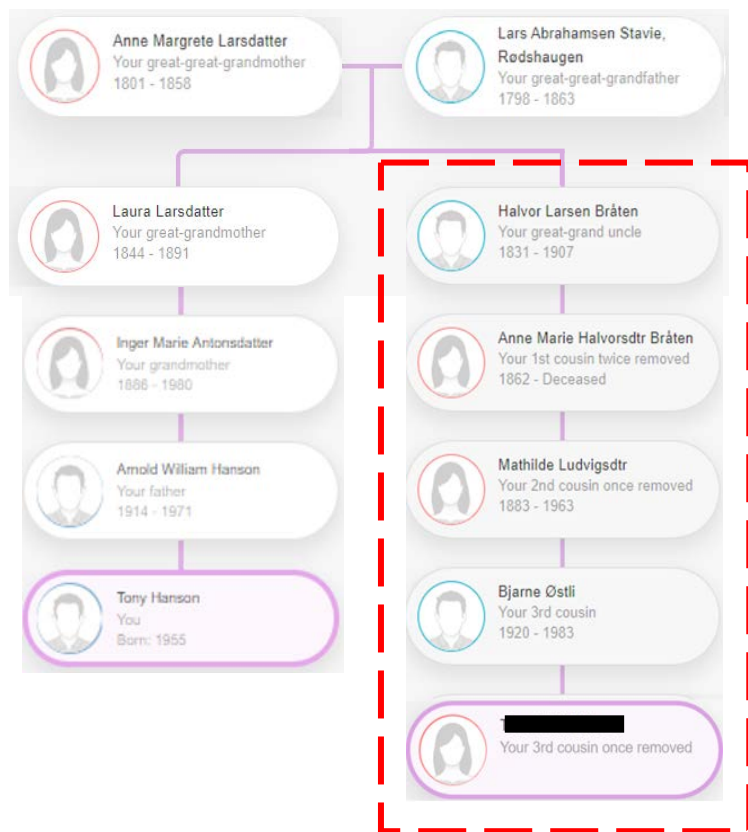 Anne Margrete Larsdatter
Your great-great-grandmother
1801 - 1858
Lars Abrahamsen Stavie,
Rødshaugen
Your great-great-grandfather
1798 - 1863
Laura Larsdatter
Your great-grandmother
1844 - 1891
Halvor Larsen Bråten
Your great-grand uncle
1831 - 1907
Inger Marie Antonsdatter
Your grandmother
1886 - 1980
Anne Marie Halvorsdtr Bråten
Your 1st cousin twice removed
1862 - Deceased
Arnold William Hanson
Your father
1914 - 1971
Mathilde Ludvigsdtr
Your 2nd cousin once removed
1883 - 1963
Tony Hanson
You
Born: 1955
Bjarne Østli
Your 3rd cousin
1920 - 1983
Your 3rd cousin once removed